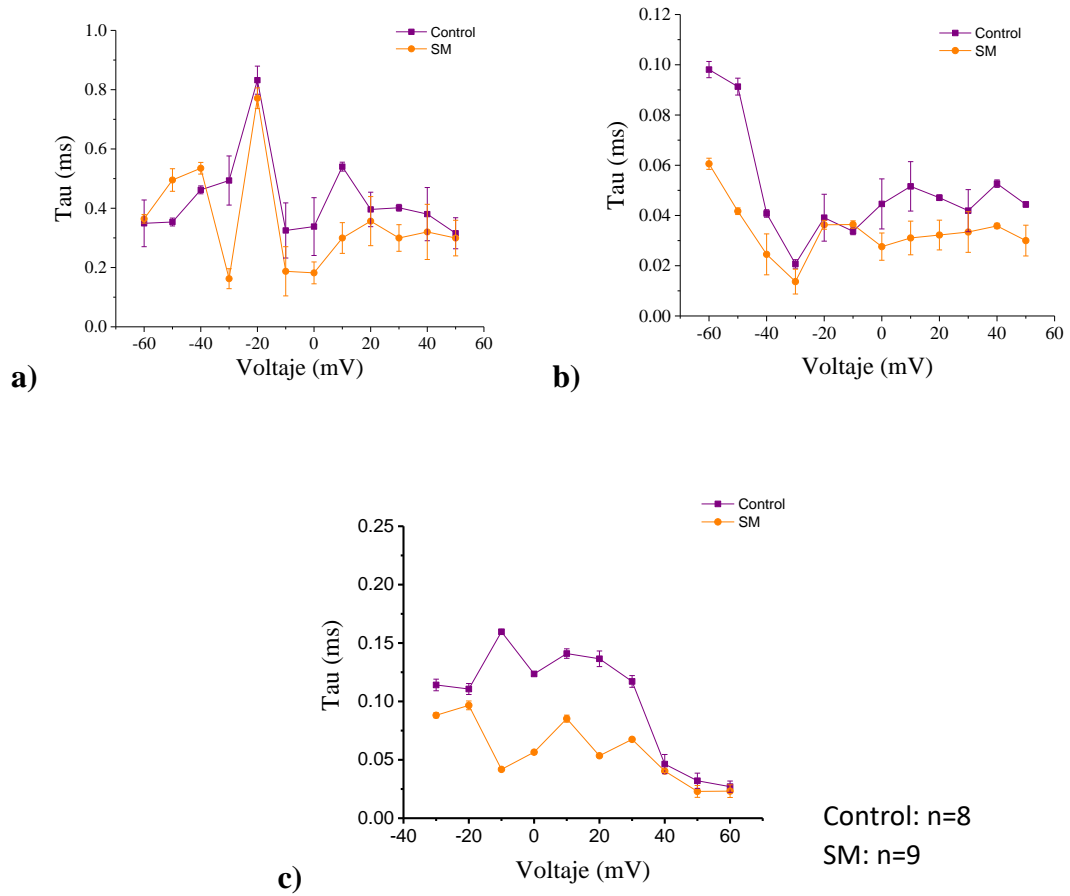 Control
SM
1.0
0.8
0.6
0.4
0.2
0.0
Tau (ms)
-60 -40 -20 0 20 40 60
Voltaje (mV)
a)
Control
SM
0.12
0.10
0.08
0.06
0.04
0.02
0.00
Tau (ms)
-60 -40 -20 0 20 40 60
Voltaje (mV)
b)
Control
SM
0.25
0.20
0.15
0.10
0.05
0.00
Tau (ms)
-40 -20 0 20 40 60
Voltaje (mV)
c)
Control: n=8
SM: n=9